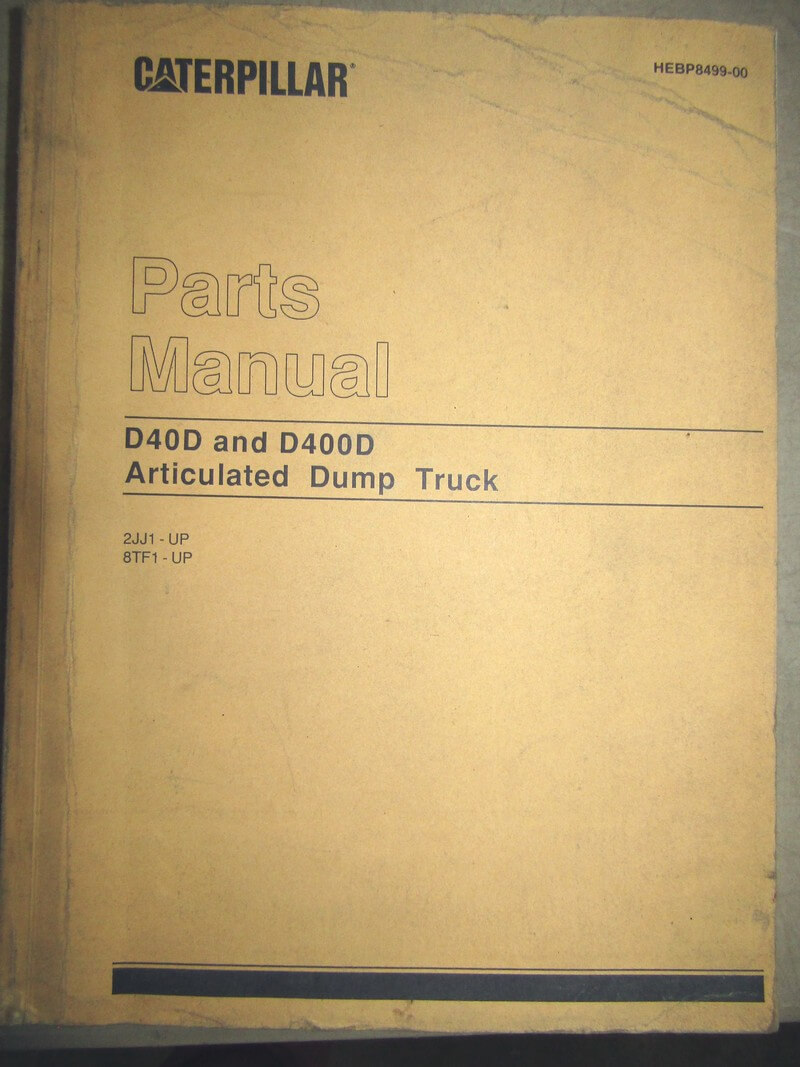 CATERPILLAR®
HEBP8499-00
Parts
Manual
D40D and D400D
Articulated Dump Truck
2JJ1 - UP
8TF1 - UP